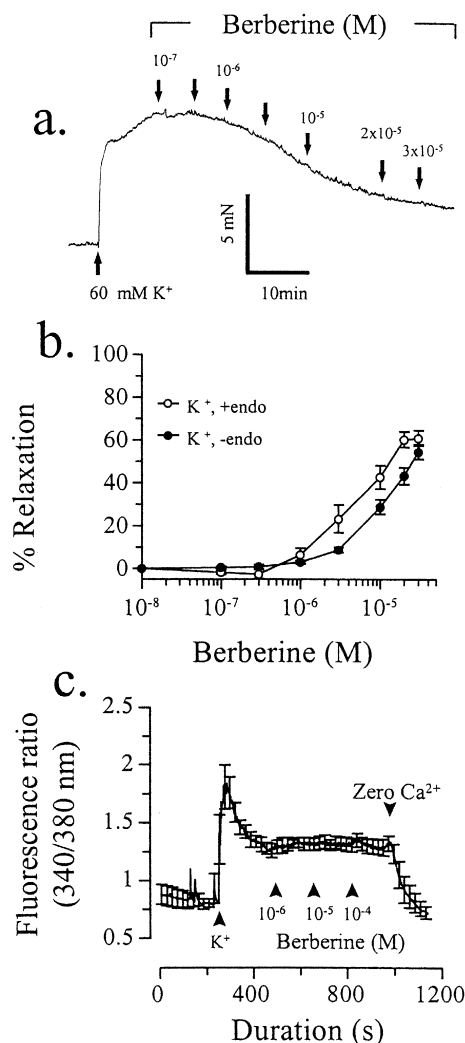 Berberine (M)
a.
10⁻⁷
10⁻⁶
10⁻⁵
2x10⁻⁵
3x10⁻⁵
5 mN
10min
60 mM K⁺
b.
100
80
60
40
20
0
% Relaxation
K⁺, +endo
K⁺, -endo
10⁻⁸
10⁻⁷
10⁻⁶
10⁻⁵
Berberine (M)
c.
2.5
2
1.5
1
0.5
Fluorescence ratio
(340/380 nm)
Zero Ca²⁺
K⁺
10⁻⁶
10⁻⁵
10⁻⁴
Berberine (M)
0
400
800
1200
Duration (s)